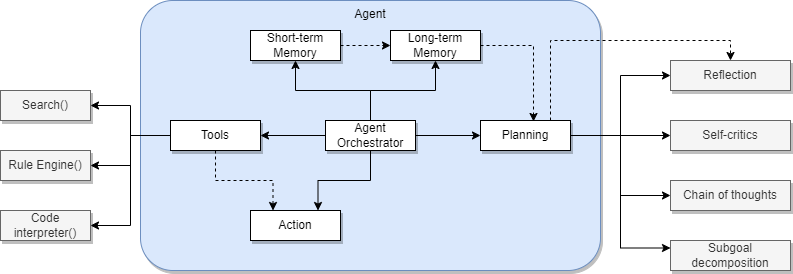 Agent
Short-term
Memory
Long-term
Memory
Reflection
Search()
Tools
Agent
Orchestrator
Planning
Self-critics
Rule Engine()
Chain of thoughts
Code
interpreter()
Action
Subgoal
decomposition